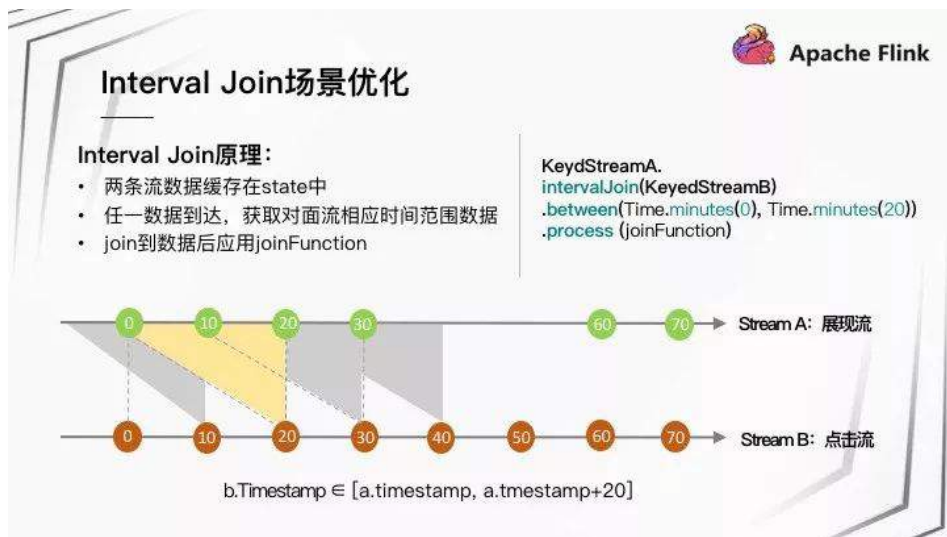 Apache Flink
Interval Join场景优化
Interval Join原理：
• 两条流数据缓存在state中
• 任一数据到达，获取对面流相应时间范围数据
• join到数据后应用joinFunction
KeydStreamA.
intervalJoin(KeyedStreamB)
.between(Time.minutes(0), Time.minutes(20))
.process (joinFunction)
0 10 20 30 60 70 Stream A：展现流
0 10 20 30 40 50 60 70 Stream B：点击流
b.Timestamp ∈ [a.timestamp, a.tmestamp+20]